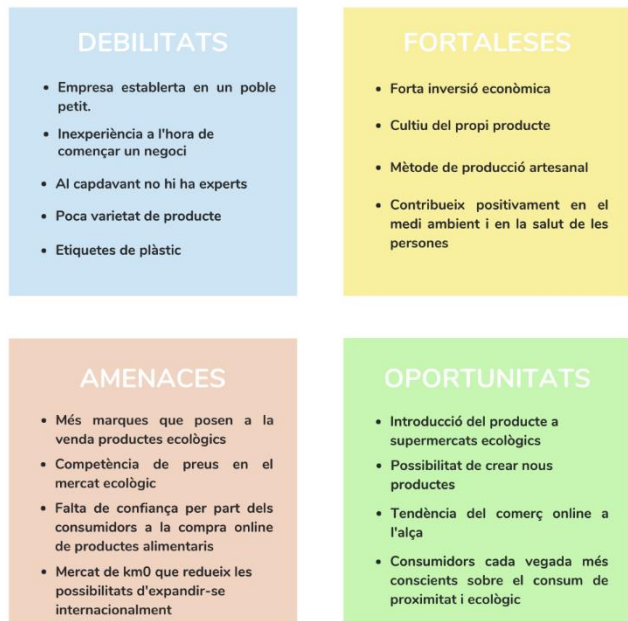 DEBILITATS
• Empresa establerta en un poble
petit.
• Inexperiència a l'hora de
començar un negoci
• Al capdavant no hi ha experts
• Poca varietat de producte
• Etiquetes de plàstic
FORTALESES
• Forta inversió econòmica
• Cultiu del propi producte
• Mètode de producció artesanal
• Contribueix positivament en el
medi ambient i en la salut de les
persones
AMENACES
• Més marques que posen a la
venda productes ecològics
• Competència de preus en el
mercat ecològic
• Falta de confiança per part dels
consumidors a la compra online
de productes alimentaris
• Mercat de km0 que redueix les
possibilitats d'expandir-se
internacionalment
OPORTUNITATS
• Introducció del producte a
supermercats ecològics
• Possibilitat de crear nous
productes
• Tendència del comerç online a
l'alça
• Consumidors cada vegada més
conscients sobre el consum de
proximitat i ecològic